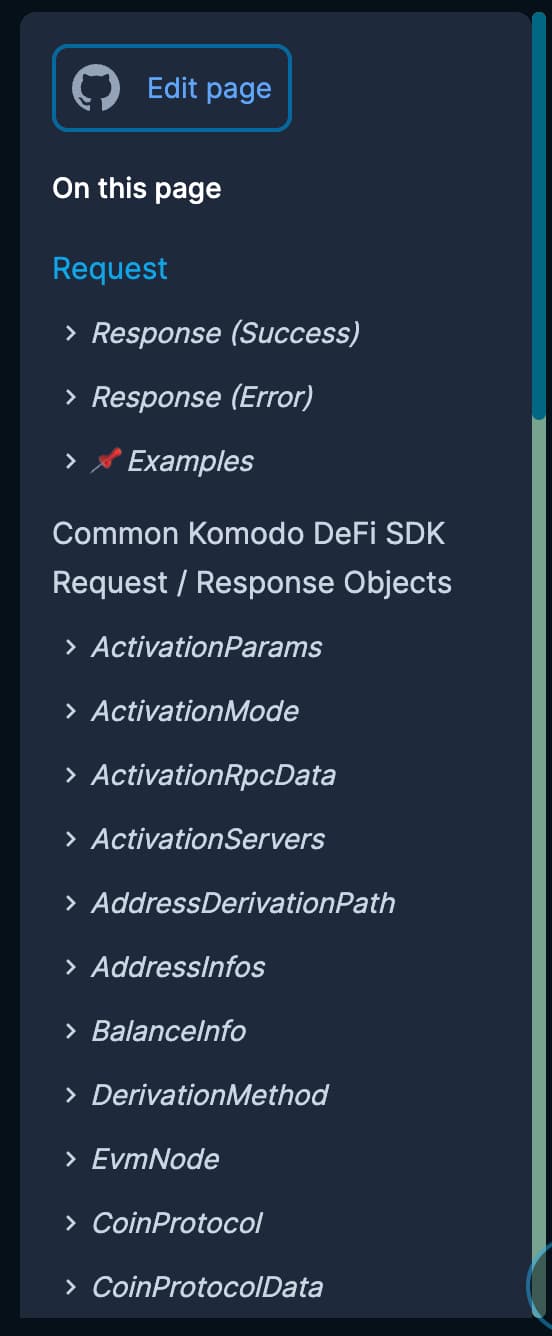 Edit page
On this page
Request
Response (Success)
Response (Error)
Examples
Common Komodo DeFi SDK
Request / Response Objects
ActivationParams
ActivationMode
ActivationRpcData
ActivationServers
AddressDerivationPath
AddressInfos
BalanceInfo
DerivationMethod
EvmNode
CoinProtocol
CoinProtocolData